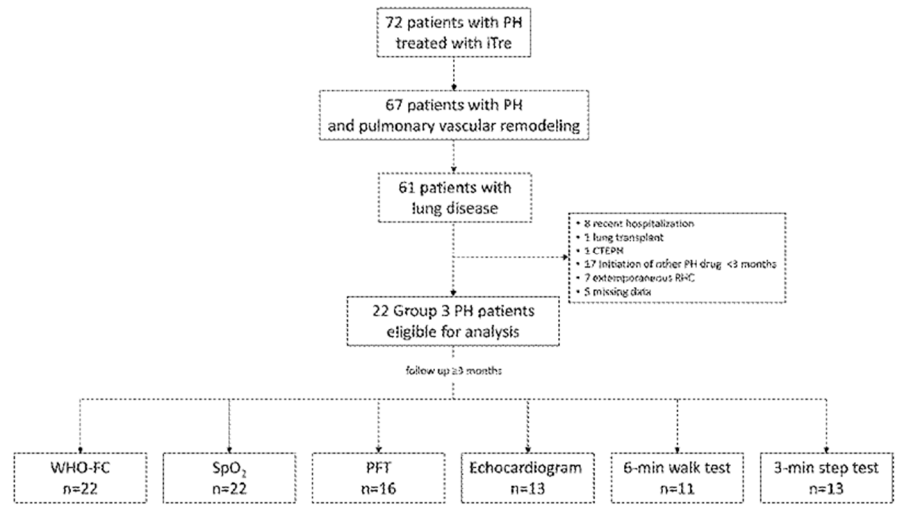 72 patients with PH
treated with iTre
67 patients with PH
and pulmonary vascular remodeling
61 patients with
lung disease
• 8 recent hospitalization
• 1 lung transplant
• 1 CTEPH
• 17 Initiation of other PH drug <3 months
• 7 extemporaneous RHC
• 5 missing data
22 Group 3 PH patients
eligible for analysis
follow up ≥3 months
WHO-FC
n=22
SpO₂
n=22
PFT
n=16
Echocardiogram
n=13
6-min walk test
n=11
3-min step test
n=13